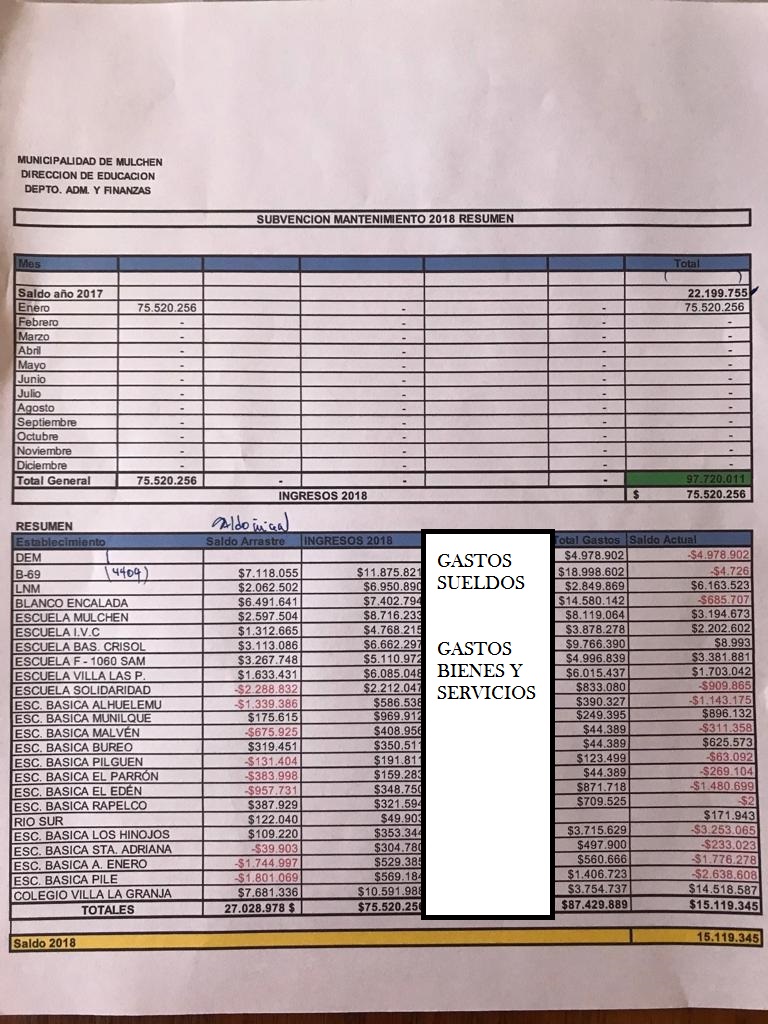 MUNICIPALIDAD DE MULCHEN
DIRECCION DE EDUCACION
DEPTO. ADM. Y FINANZAS
SUBVENCION MANTENIMIENTO 2018 RESUMEN
Mes Total
( )
Saldo año 2017 22.199.755
Enero 75.520.256 - - 75.520.256
Febrero - - - -
Marzo - - - -
Abril - - - -
Mayo - - - -
Junio - - - -
Julio - - - -
Agosto - - - -
Septiembre - - - -
Octubre - - - -
Noviembre - - - -
Diciembre - - - -
Total General 75.520.256 - - - 97.720.011
INGRESOS 2018 $ 75.520.256
RESUMEN saldo inicial
Establecimiento Saldo Arrastre INGRESOS 2018 Total Gastos Saldo Actual
GASTOS SUELDOS
GASTOS BIENES Y SERVICIOS
DEM $4.978.902 -$4.978.902
B-69 (4409) $7.118.055 $11.875.821 $18.998.602 -$4.726
LNM $2.062.502 $6.950.890 $2.849.869 $6.163.523
BLANCO ENCALADA $6.491.641 $7.402.794 $14.580.142 -$685.707
ESCUELA MULCHEN $2.597.504 $8.716.233 $8.119.064 $3.194.673
ESCUELA I.V.C $1.312.665 $4.768.215 $3.878.278 $2.202.602
ESCUELA BAS. CRISOL $3.113.086 $6.662.297 $9.766.390 $8.993
ESCUELA F - 1060 SAM $3.267.748 $5.110.972 $4.996.839 $3.381.881
ESCUELA VILLA LAS P. $1.633.431 $6.085.048 $6.015.437 $1.703.042
ESCUELA SOLIDARIDAD -$2.288.832 $2.212.047 $833.080 -$909.865
ESC. BASICA ALHUELEMU -$1.339.386 $586.538 $390.327 -$1.143.175
ESC. BASICA MUNILQUE $175.615 $969.912 $249.395 $896.132
ESC. BASICA MALVÉN -$675.925 $408.956 $44.389 -$311.358
ESC. BASICA BUREO $319.451 $350.511 $44.389 $625.573
ESC. BASICA PILGUEN -$131.404 $191.811 $123.499 -$63.092
ESC. BASICA EL PARRÓN -$383.998 $159.283 $44.389 -$269.104
ESC. BASICA EL EDÉN -$957.731 $348.750 $871.718 -$1.480.699
ESC. BASICA RAPELCO $387.929 $321.594 $709.525 -$2
RIO SUR $122.040 $49.903 $171.943
ESC. BASICA LOS HINOJOS $109.220 $353.344 $3.715.629 -$3.253.065
ESC. BASICA STA. ADRIANA -$39.903 $304.780 $497.900 -$233.023
ESC. BASICA A. ENERO -$1.744.997 $529.385 $560.666 -$1.776.278
ESC. BASICA PILE -$1.801.069 $569.184 $1.406.723 -$2.638.608
COLEGIO VILLA LA GRANJA $7.681.336 $10.591.988 $3.754.737 $14.518.587
TOTALES 27.028.978 $ $75.520.256 $87.429.889 $15.119.345
Saldo 2018 15.119.345